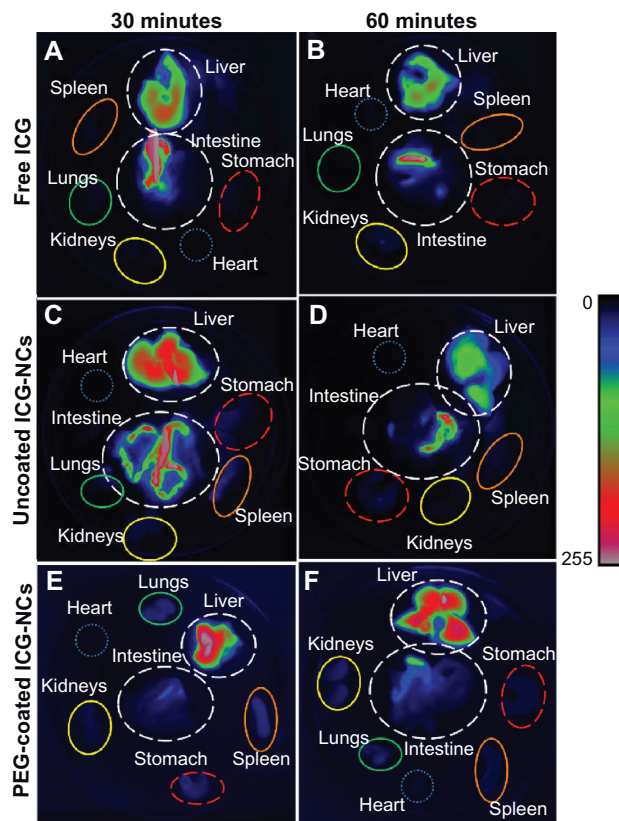 30 minutes
60 minutes
Free ICG
A
Liver
Spleen
Intestine
Stomach
Lungs
Kidneys
Heart
B
Liver
Heart
Spleen
Lungs
Stomach
Kidneys
Intestine
Uncoated ICG-NCs
C
Liver
Heart
Stomach
Intestine
Lungs
Spleen
Kidneys
D
Heart
Liver
Intestine
Stomach
Spleen
Kidneys
0
255
PEG-coated ICG-NCs
E
Lungs
Heart
Liver
Intestine
Kidneys
Spleen
Stomach
F
Liver
Kidneys
Stomach
Lungs
Intestine
Heart
Spleen